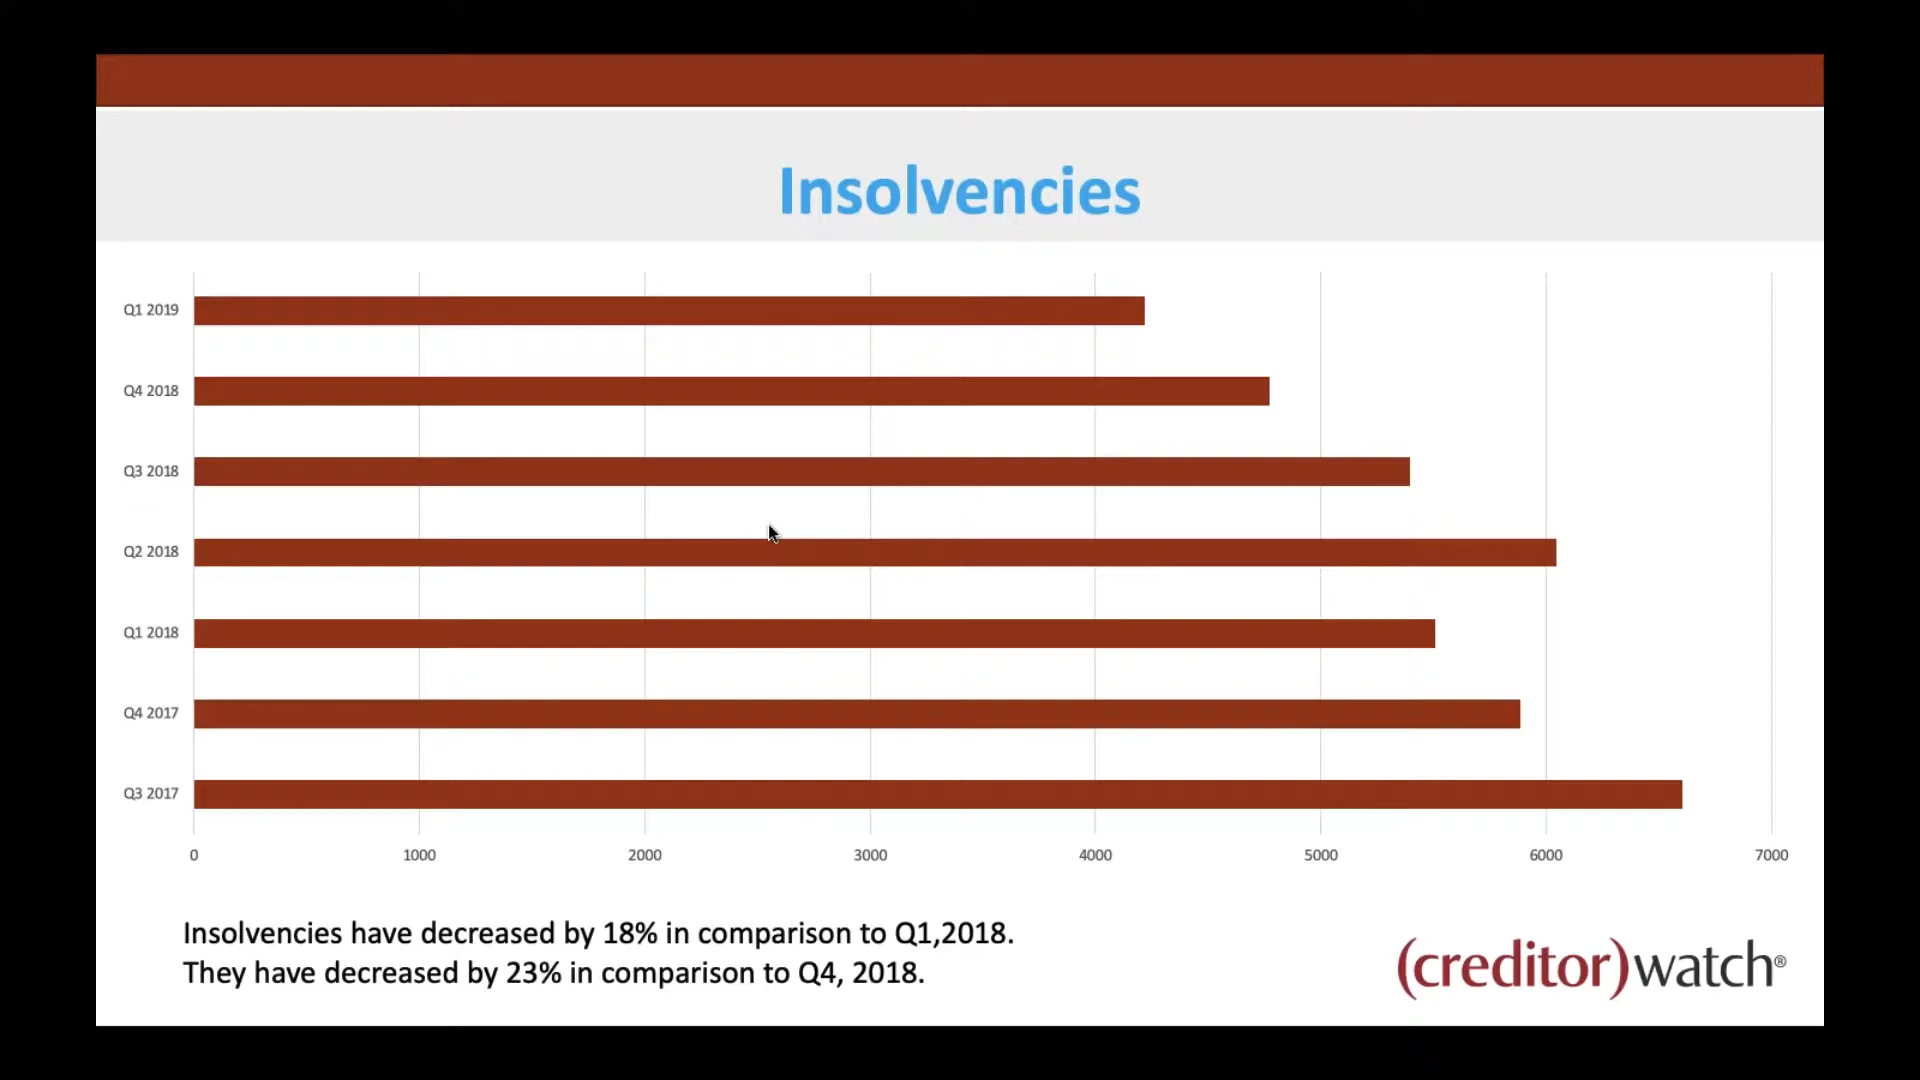 Insolvencies
Q1 2019
Q4 2018
Q3 2018
Q2 2018
Q1 2018
Q4 2017
Q3 2017
0 1000 2000 3000 4000 5000 6000 7000
Insolvencies have decreased by 18% in comparison to Q1,2018.
They have decreased by 23% in comparison to Q4, 2018.
(creditor)watch®